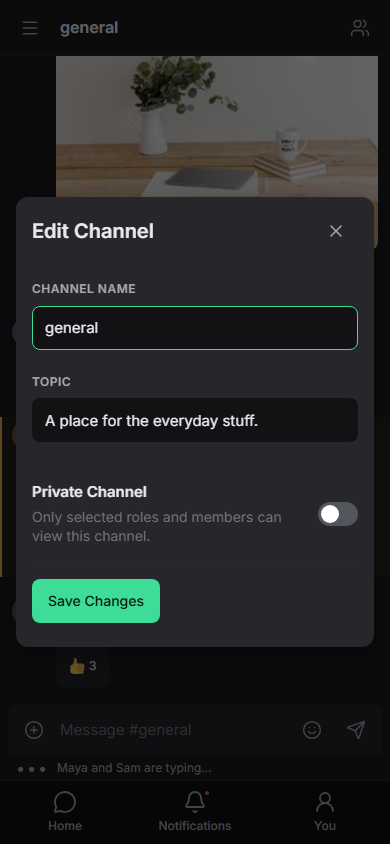 general
Edit Channel
CHANNEL NAME
general
TOPIC
A place for the everyday stuff.
Private Channel
Only selected roles and members can
view this channel.
Save Changes
👍 3
Message #general
Maya and Sam are typing...
Home
Notifications
You